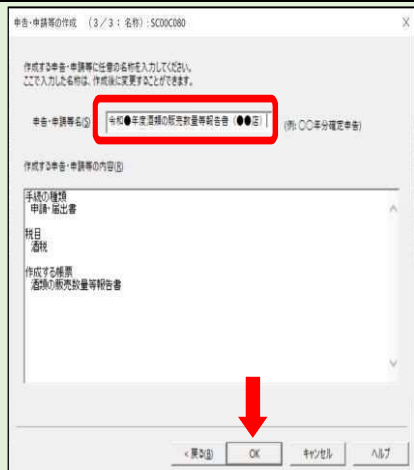 申告・申請等の作成 (3/3:名称):SC00C080
作成する申告・申請等に任意の名称を入力してください。
ここで入力した名称は、作成後に変更することができます。
申告・申請等名(S) 令和●年度酒類の販売数量等報告書(●●店) (例:〇〇年分確定申告)
作成する申告・申請等の内容(R)
手続の種類
申請・届出書
税目
酒税
作成する帳票
酒類の販売数量等報告書
<戻る(B) OK キャンセル ヘルプ